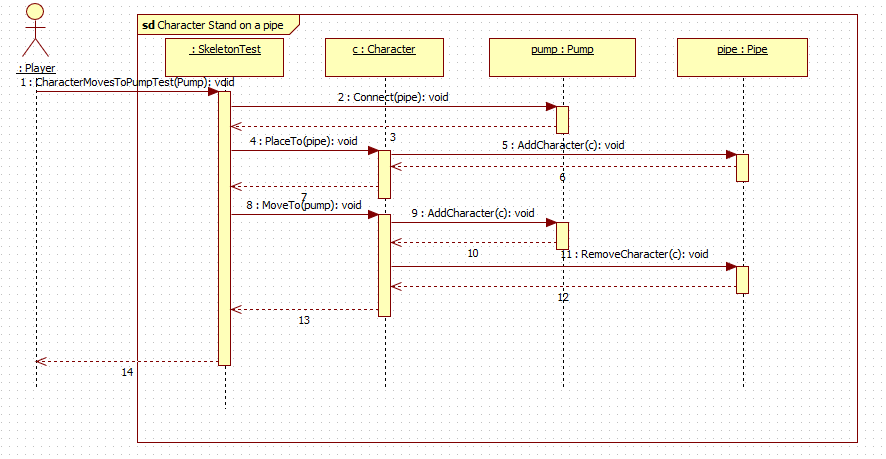 sd Character Stand on a pipe
: SkeletonTest
c : Character
pump : Pump
pipe : Pipe
: Player
1 : CharacterMovesToPumpTest(Pump): void
2 : Connect(pipe): void
3
4 : PlaceTo(pipe): void
5 : AddCharacter(c): void
6
7
8 : MoveTo(pump): void
9 : AddCharacter(c): void
10
11 : RemoveCharacter(c): void
12
13
14